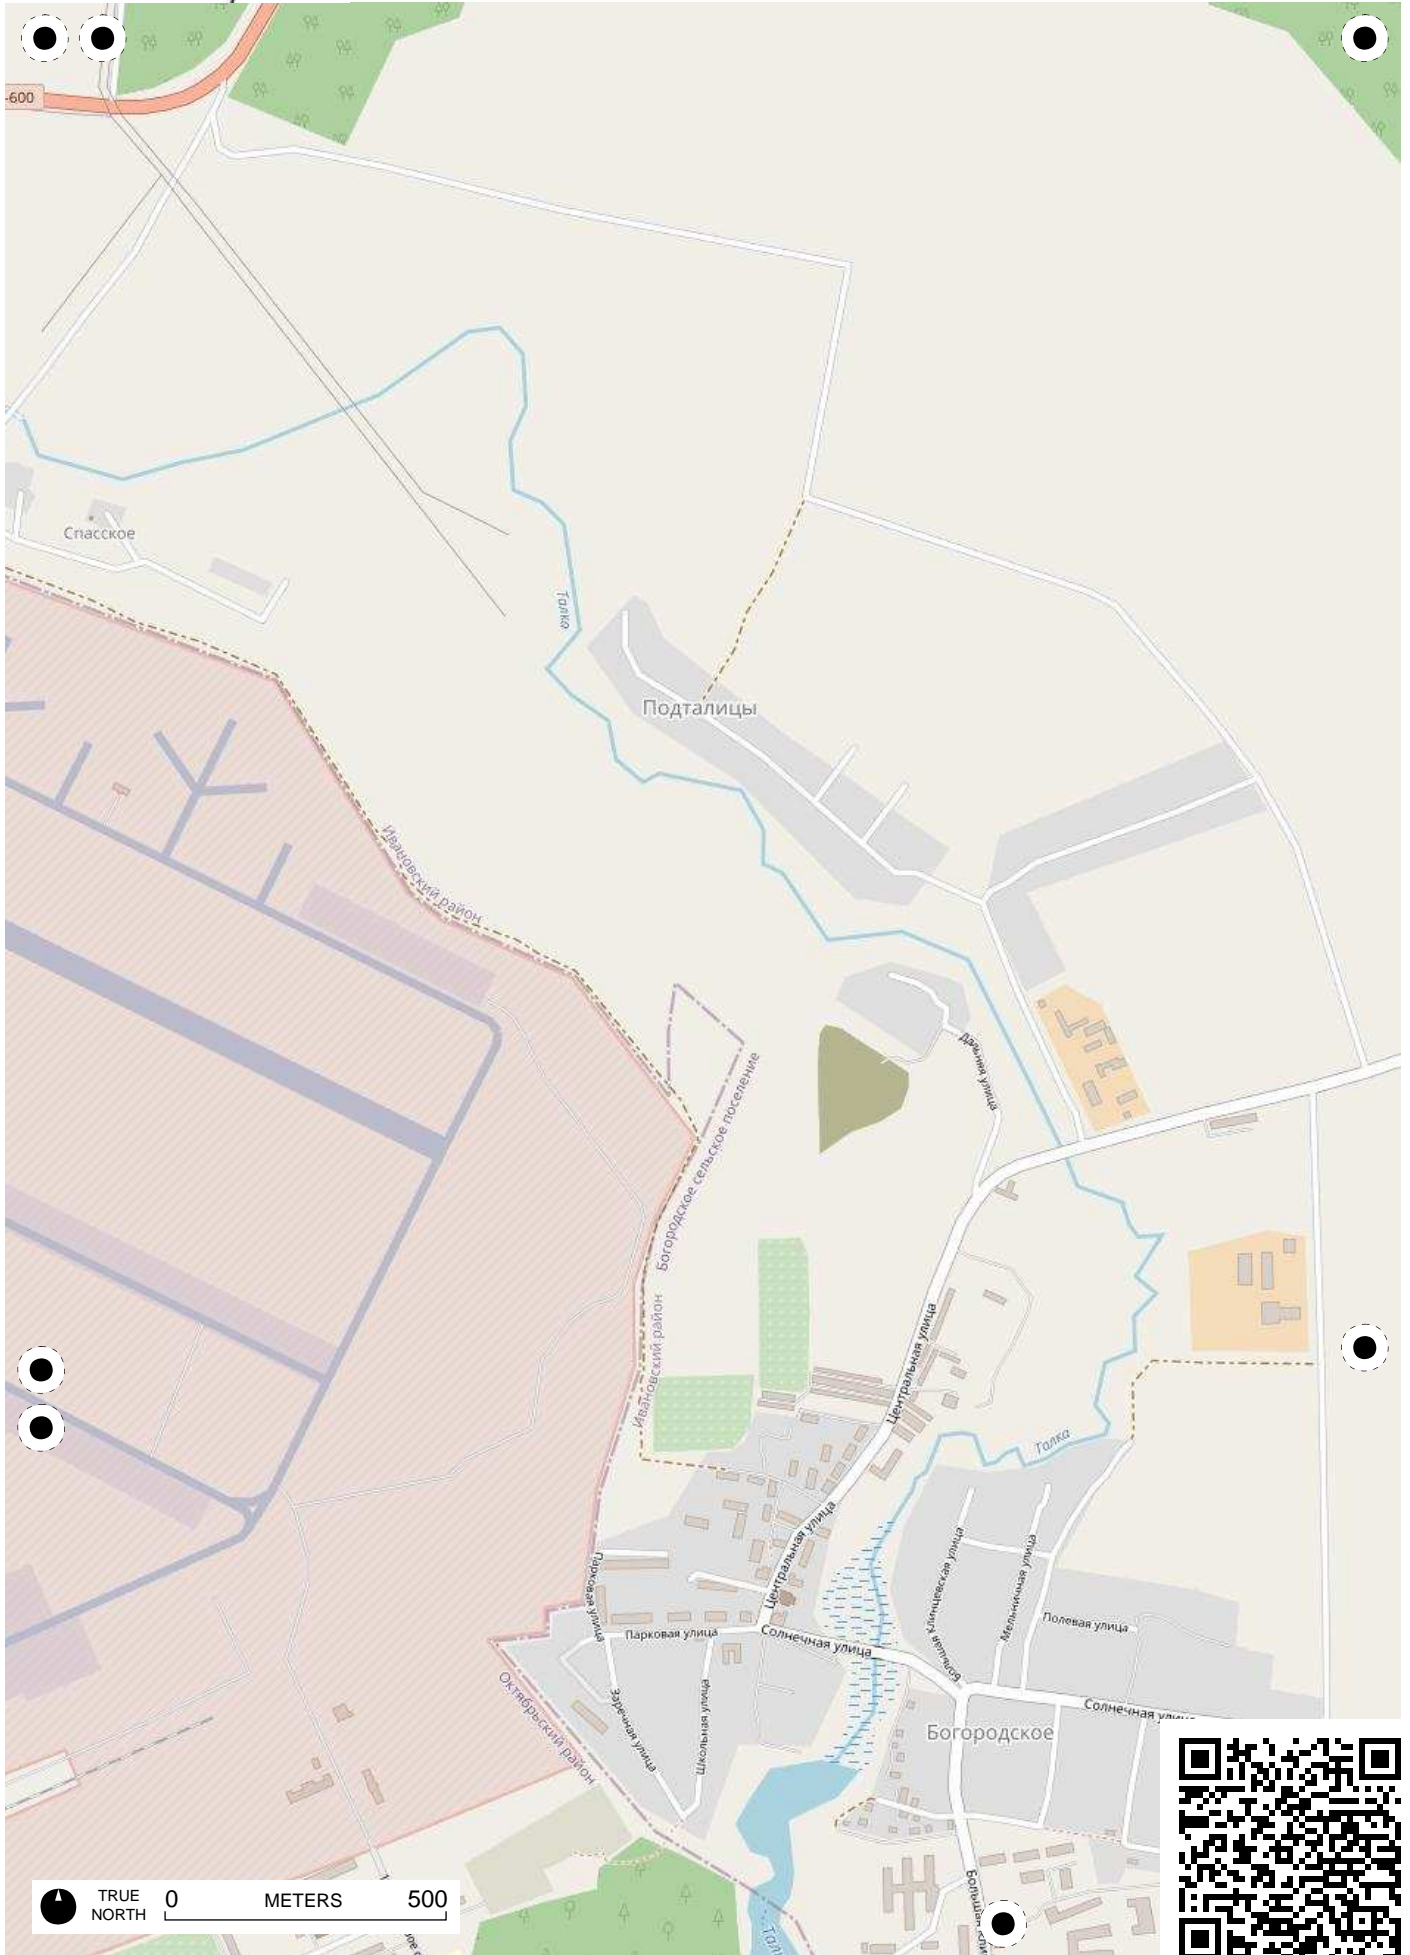 -600
Спасское
Талка
Подталицы
Ивановский район
Дальняя улица
Богородское сельское поселение
Ивановский район
Центральная улица
Талка
Центральная улица
Парковая улица
Большая Клинцевская улица
Мельничная улица
Полевая улица
Парковая улица
Солнечная улица
Заречная улица
Школьная улица
Октябрьский район
Солнечная улица
Богородское
TRUE NORTH
0 METERS 500